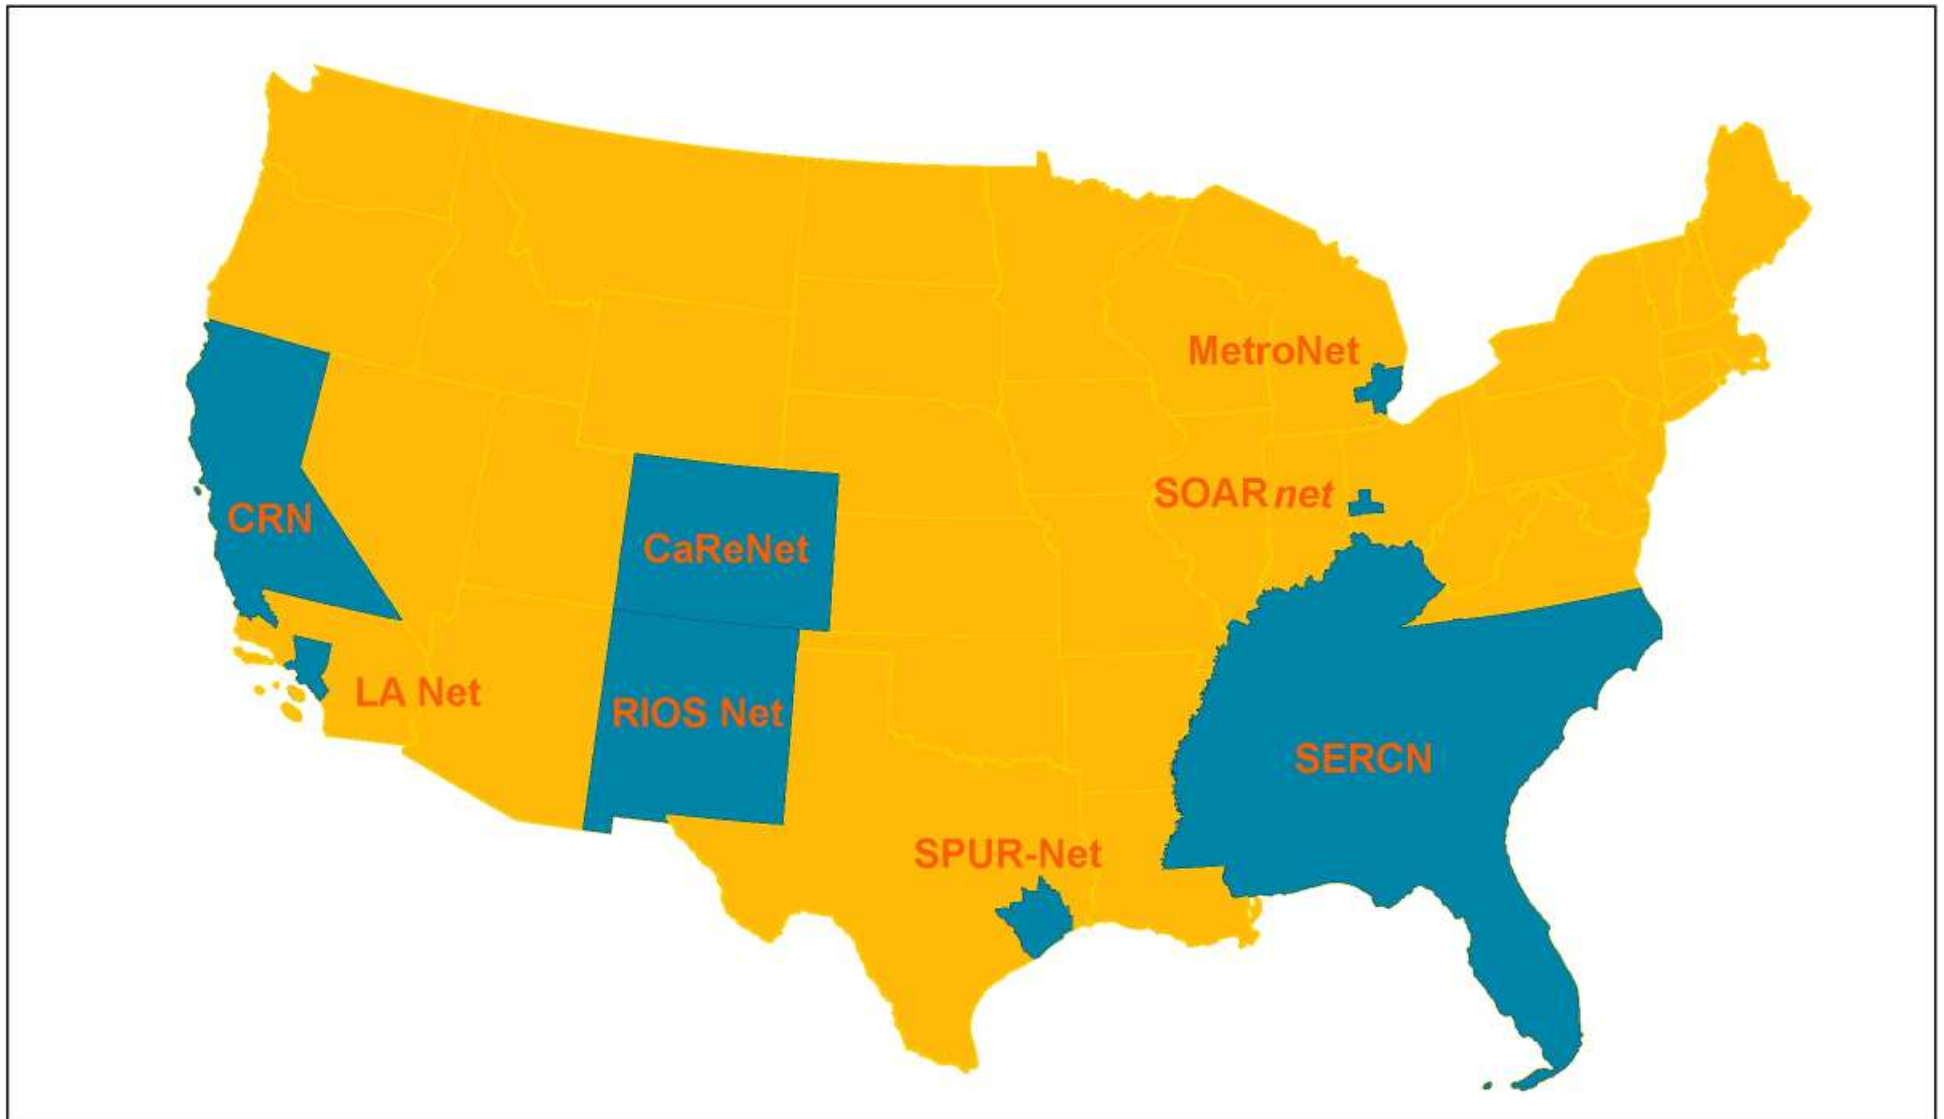 MetroNet
SOARnet
CRN
CaReNet
LA Net
RIOS Net
SERCN
SPUR-Net